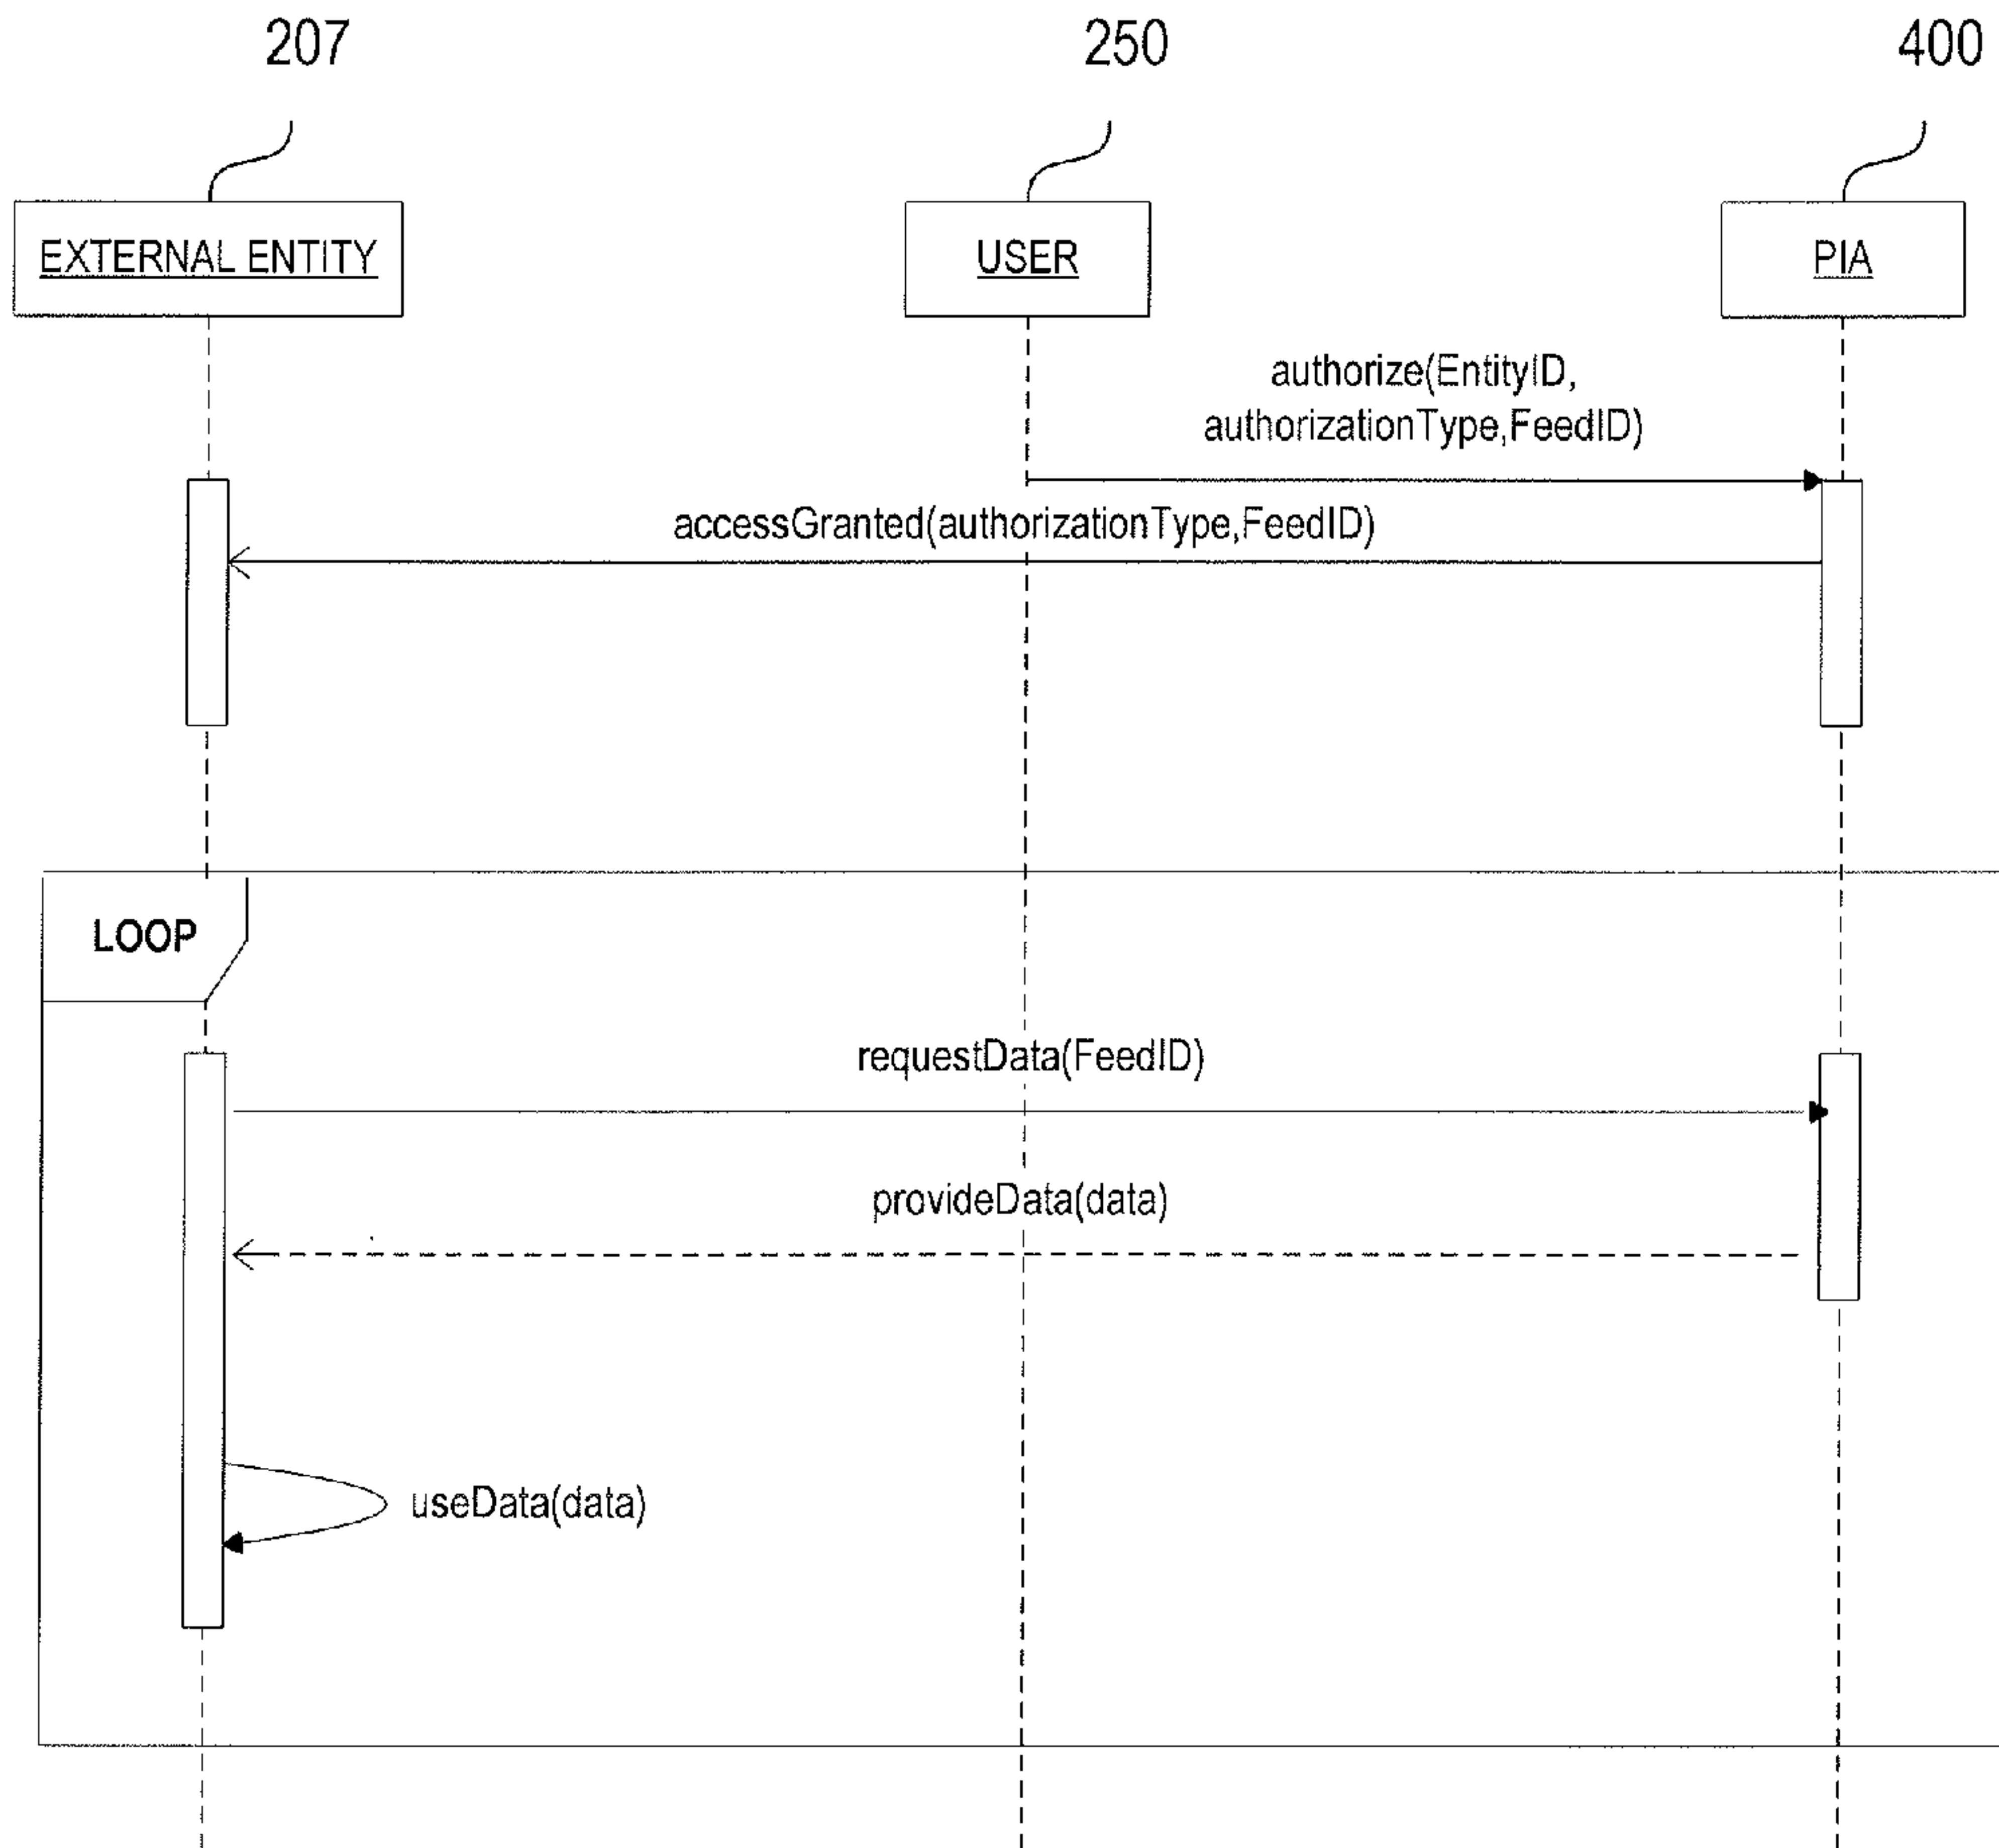 207
250
400
EXTERNAL ENTITY
USER
PIA
authorize(EntityID,
authorizationType,FeedID)
accessGranted(authorizationType,FeedID)
LOOP
requestData(FeedID)
provideData(data)
useData(data)